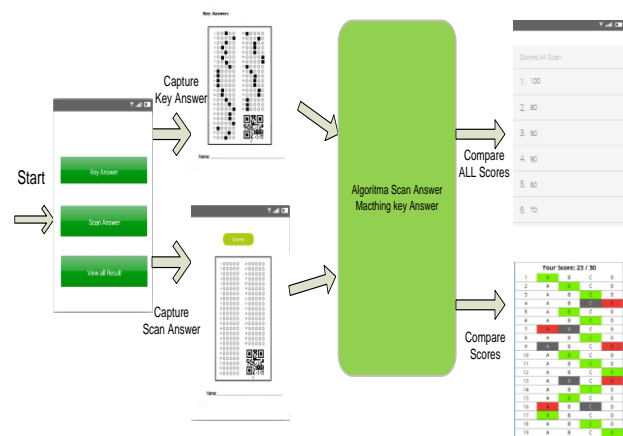 Key Answers
Name:
Capture
Key Answer
Start
Key Answer
Scan Answer
View all Result
Capture
Scan Answer
Name:
Algoritma Scan Answer
Macthing key Answer
Compare
ALL Scores
Scores All Scan
1. 100
2. 80
3. 90
4. 90
5. 60
6. 70
Compare
Scores
Your Score: 23 / 30
1 A B C D
2 A B C D
3 A B C D
4 A B C
5 A B C D
6 A B C D
7 A B C D
8 A B C D
9 A B C
10 A B C D
11 A B C D
12 A B C D
13 A B C
14 A B C D
15 A B C D
16 A B C D
17 A B C D
18 A B C D
19 A B C D